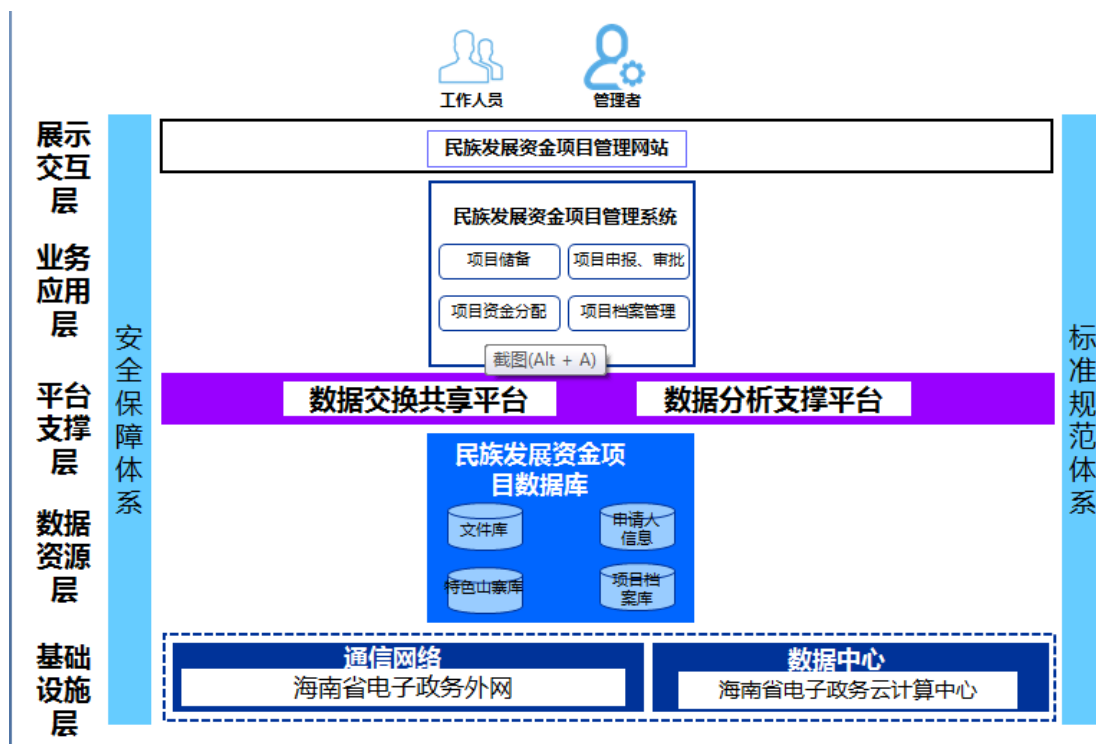 工作人员
管理者
展示
交互
层
民族发展资金项目管理网站
业务
应用
层
民族发展资金项目管理系统
项目储备
项目申报、审批
项目资金分配
项目档案管理
截图(Alt + A)
平台
支撑
层
数据交换共享平台
数据分析支撑平台
数据
资源
层
民族发展资金项
目数据库
文件库
申请人
信息
特色山寨库
项目档
案库
基础
设施
层
通信网络
海南省电子政务外网
数据中心
海南省电子政务云计算中心
安全保障体系
标准规范体系